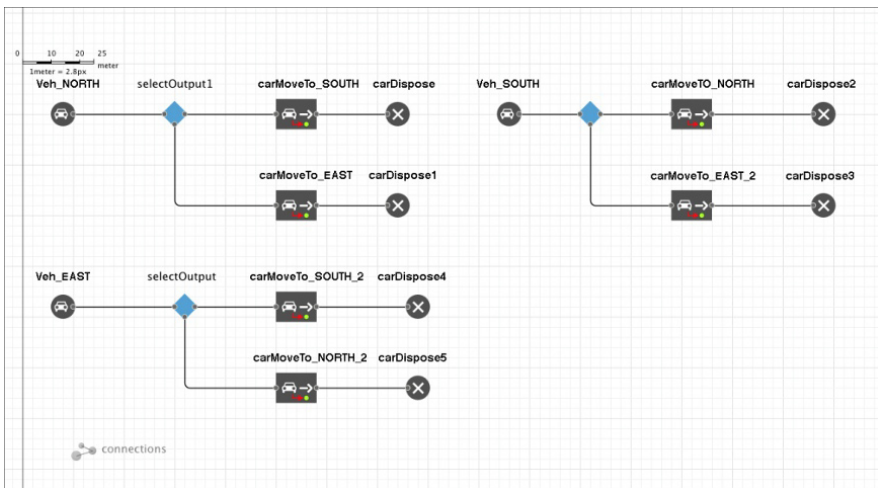 0 10 20 25
meter
1meter = 2.8px
Veh_NORTH selectOutput1 carMoveTo_SOUTH carDispose Veh_SOUTH carMoveTO_NORTH carDispose2
carMoveTo_EAST carDispose1 carMoveTo_EAST_2 carDispose3
Veh_EAST selectOutput carMoveTo_SOUTH_2 carDispose4
carMoveTo_NORTH_2 carDispose5
connections